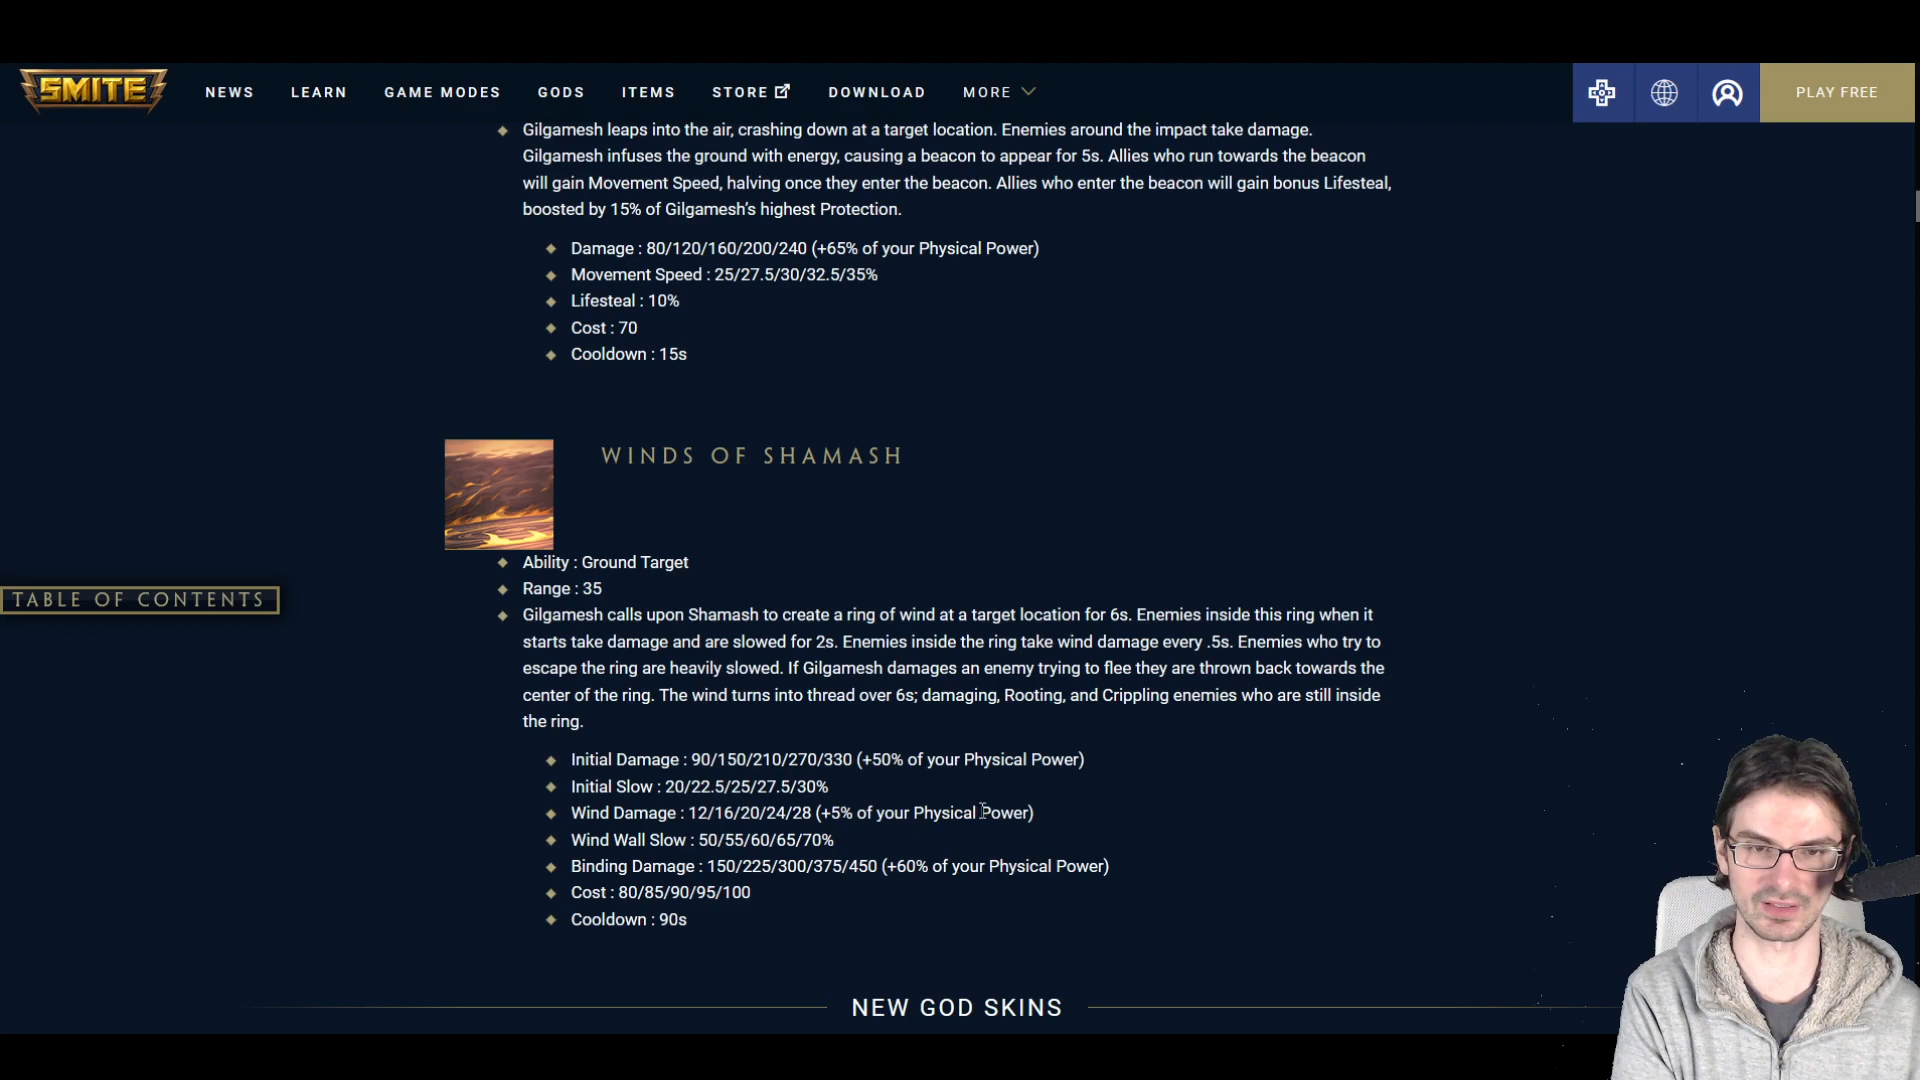 SMITE
NEWS
LEARN
GAME MODES
GODS
ITEMS
STORE
DOWNLOAD
MORE
PLAY FREE
Gilgamesh leaps into the air, crashing down at a target location. Enemies around the impact take damage.
Gilgamesh infuses the ground with energy, causing a beacon to appear for 5s. Allies who run towards the beacon
will gain Movement Speed, halving once they enter the beacon. Allies who enter the beacon will gain bonus Lifesteal,
boosted by 15% of Gilgamesh’s highest Protection.
Damage : 80/120/160/200/240 (+65% of your Physical Power)
Movement Speed : 25/27.5/30/32.5/35%
Lifesteal : 10%
Cost : 70
Cooldown : 15s
WINDS OF SHAMASH
Ability : Ground Target
Range : 35
TABLE OF CONTENTS
Gilgamesh calls upon Shamash to create a ring of wind at a target location for 6s. Enemies inside this ring when it
starts take damage and are slowed for 2s. Enemies inside the ring take wind damage every .5s. Enemies who try to
escape the ring are heavily slowed. If Gilgamesh damages an enemy trying to flee they are thrown back towards the
center of the ring. The wind turns into thread over 6s; damaging, Rooting, and Crippling enemies who are still inside
the ring.
Initial Damage : 90/150/210/270/330 (+50% of your Physical Power)
Initial Slow : 20/22.5/25/27.5/30%
Wind Damage : 12/16/20/24/28 (+5% of your Physical Power)
Wind Wall Slow : 50/55/60/65/70%
Binding Damage : 150/225/300/375/450 (+60% of your Physical Power)
Cost : 80/85/90/95/100
Cooldown : 90s
NEW GOD SKINS